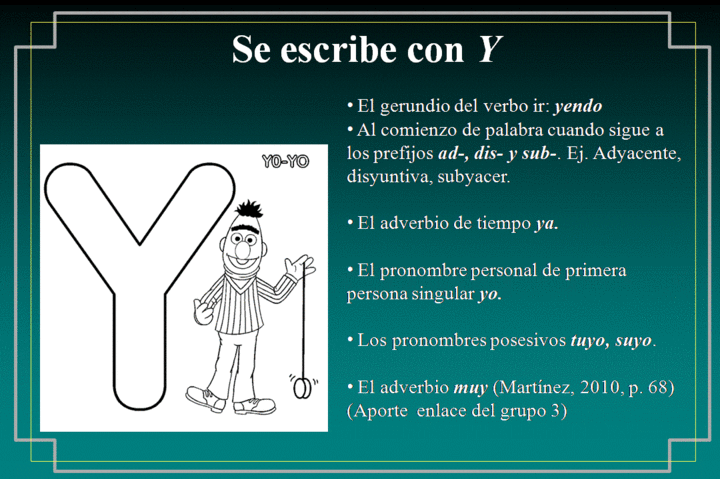 Se escribe con Y
YO-YO
• El gerundio del verbo ir: yendo
• Al comienzo de palabra cuando sigue a
los prefijos ad-, dis- y sub-. Ej. Adyacente,
disyuntiva, subyacer.
• El adverbio de tiempo ya.
• El pronombre personal de primera
persona singular yo.
• Los pronombres posesivos tuyo, suyo.
• El adverbio muy (Martínez, 2010, p. 68)
(Aporte enlace del grupo 3)
Y